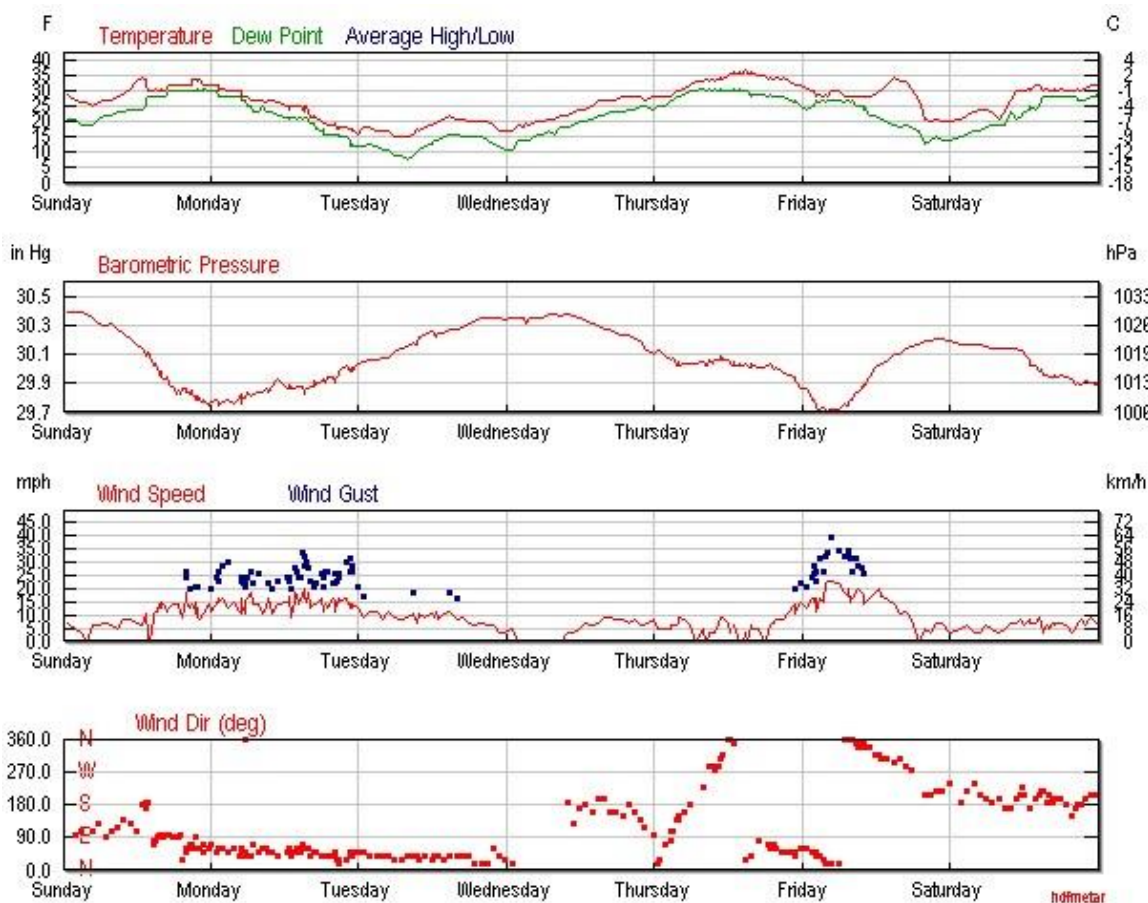 F C
Temperature Dew Point Average High/Low
40 4
35 2
30 -1
25 -4
20 -7
15 -9
10 -12
5 -14
0 -18
Sunday Monday Tuesday Wednesday Thursday Friday Saturday
in Hg hPa
Barometric Pressure
30.5 1033
30.3 1026
30.1 1019
29.9 1013
29.7 1006
Sunday Monday Tuesday Wednesday Thursday Friday Saturday
mph km/h
Wind Speed Wind Gust
45.0 72
40.0 64
35.0 56
30.0 48
25.0 40
20.0 32
15.0 24
10.0 16
5.0 8
0.0 0
Sunday Monday Tuesday Wednesday Thursday Friday Saturday
Wind Dir (deg)
360.0 N
270.0 W
180.0 S
90.0 E
0.0 N
Sunday Monday Tuesday Wednesday Thursday Friday Saturday
hdfmetar